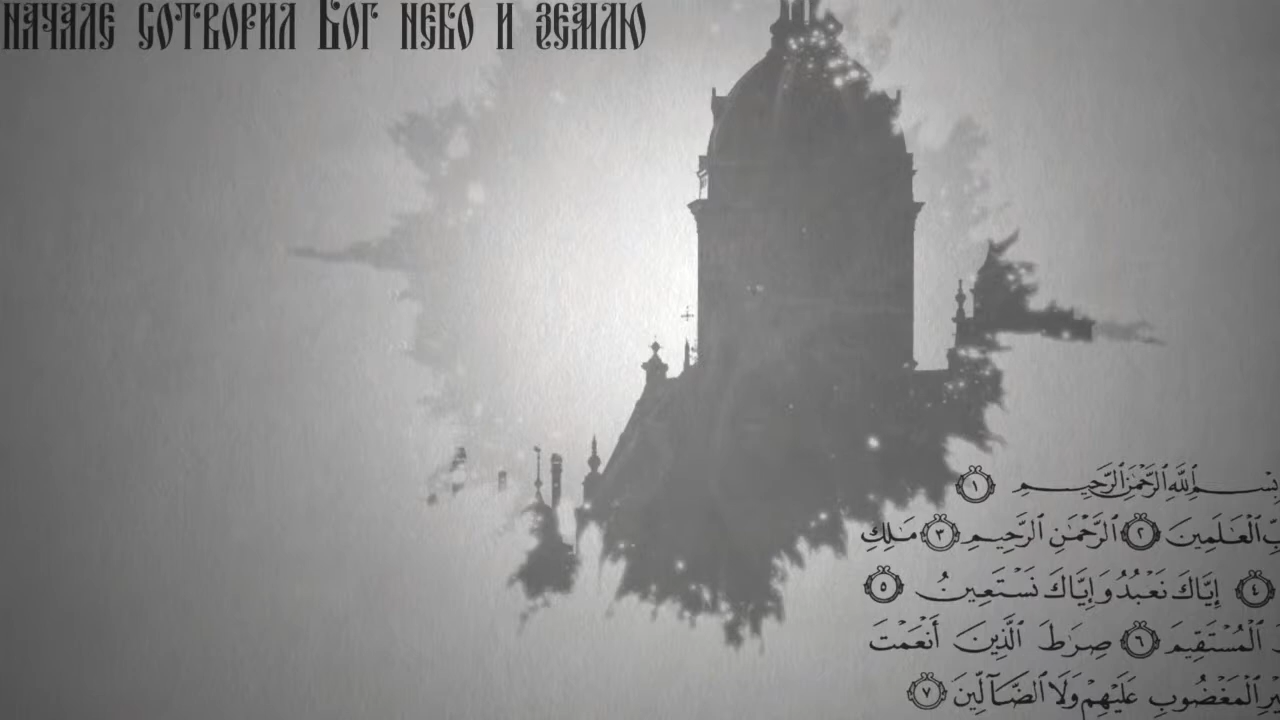 НАЧАЛЕ СОТВОРИЛ БОГ НЕБО И ЗЕМЛЮ
بِسْمِ ٱللَّهِ ٱلرَّحْمَٰنِ ٱلرَّحِيمِ ١
ٱلْعَٰلَمِينَ ٢ ٱلرَّحْمَٰنِ ٱلرَّحِيمِ ٣ مَٰلِكِ
٤ إِيَّاكَ نَعْبُدُ وَإِيَّاكَ نَسْتَعِينُ ٥
ٱلْمُسْتَقِيمَ ٦ صِرَٰطَ ٱلَّذِينَ أَنْعَمْتَ
ٱلْمَغْضُوبِ عَلَيْهِمْ وَلَا ٱلضَّآلِّينَ ٧